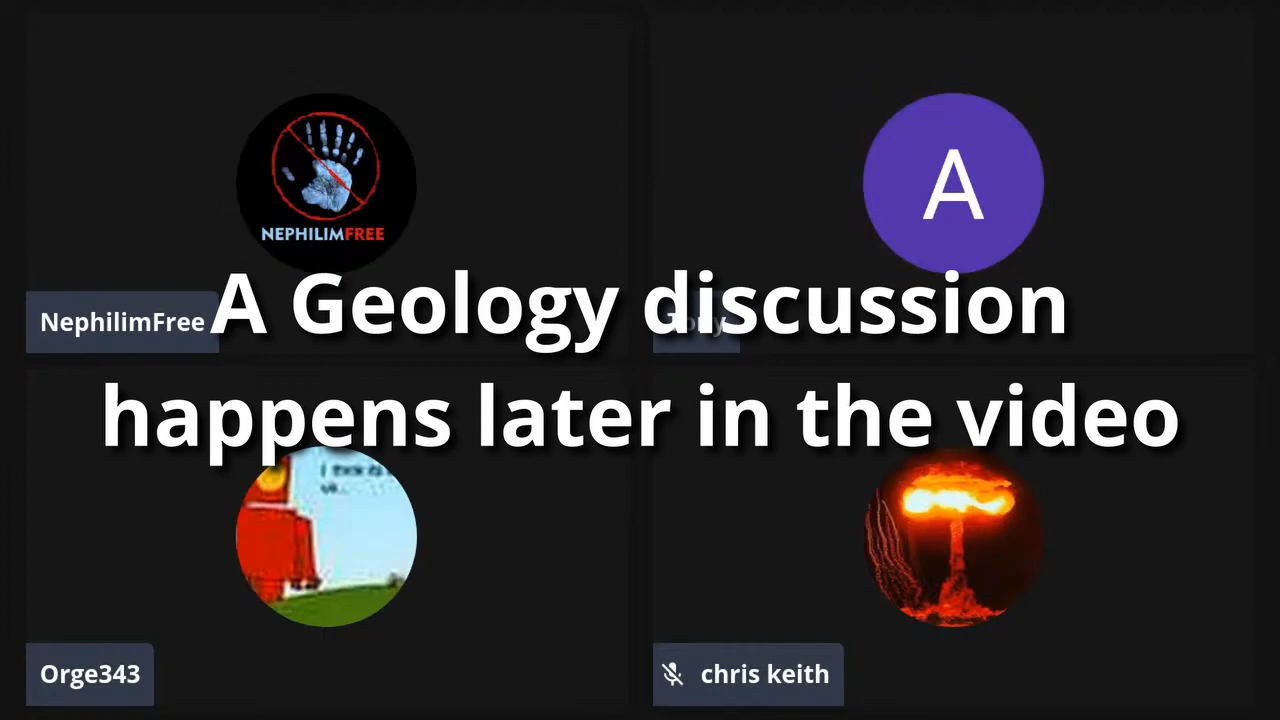 NEPHILIMFREE
NephilimFree
A Geology discussion
happens later in the video
Orge343
chris keith
A